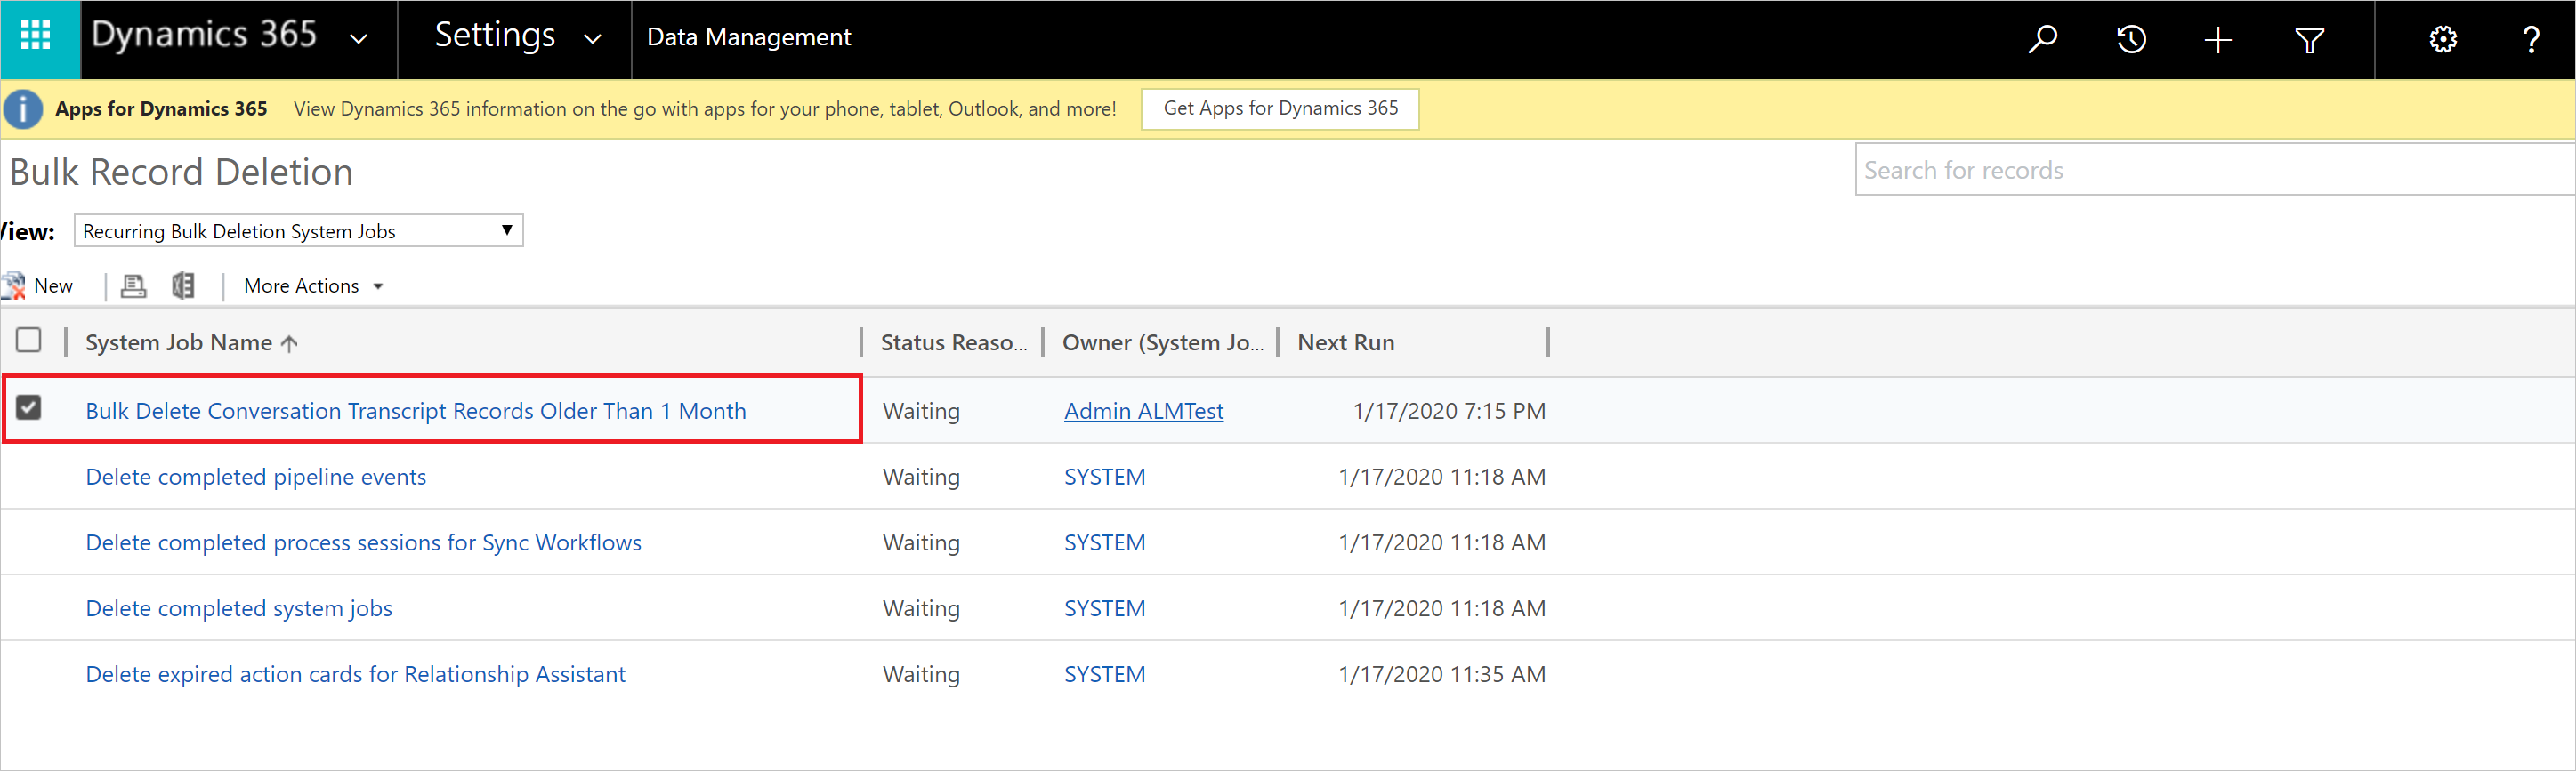 Dynamics 365 Settings Data Management ?
i Apps for Dynamics 365 View Dynamics 365 information on the go with apps for your phone, tablet, Outlook, and more! Get Apps for Dynamics 365
Bulk Record Deletion Search for records
View: Recurring Bulk Deletion System Jobs
New More Actions
System Job Name Status Reaso... Owner (System Jo... Next Run
Bulk Delete Conversation Transcript Records Older Than 1 Month Waiting Admin ALMTest 1/17/2020 7:15 PM
Delete completed pipeline events Waiting SYSTEM 1/17/2020 11:18 AM
Delete completed process sessions for Sync Workflows Waiting SYSTEM 1/17/2020 11:18 AM
Delete completed system jobs Waiting SYSTEM 1/17/2020 11:18 AM
Delete expired action cards for Relationship Assistant Waiting SYSTEM 1/17/2020 11:35 AM